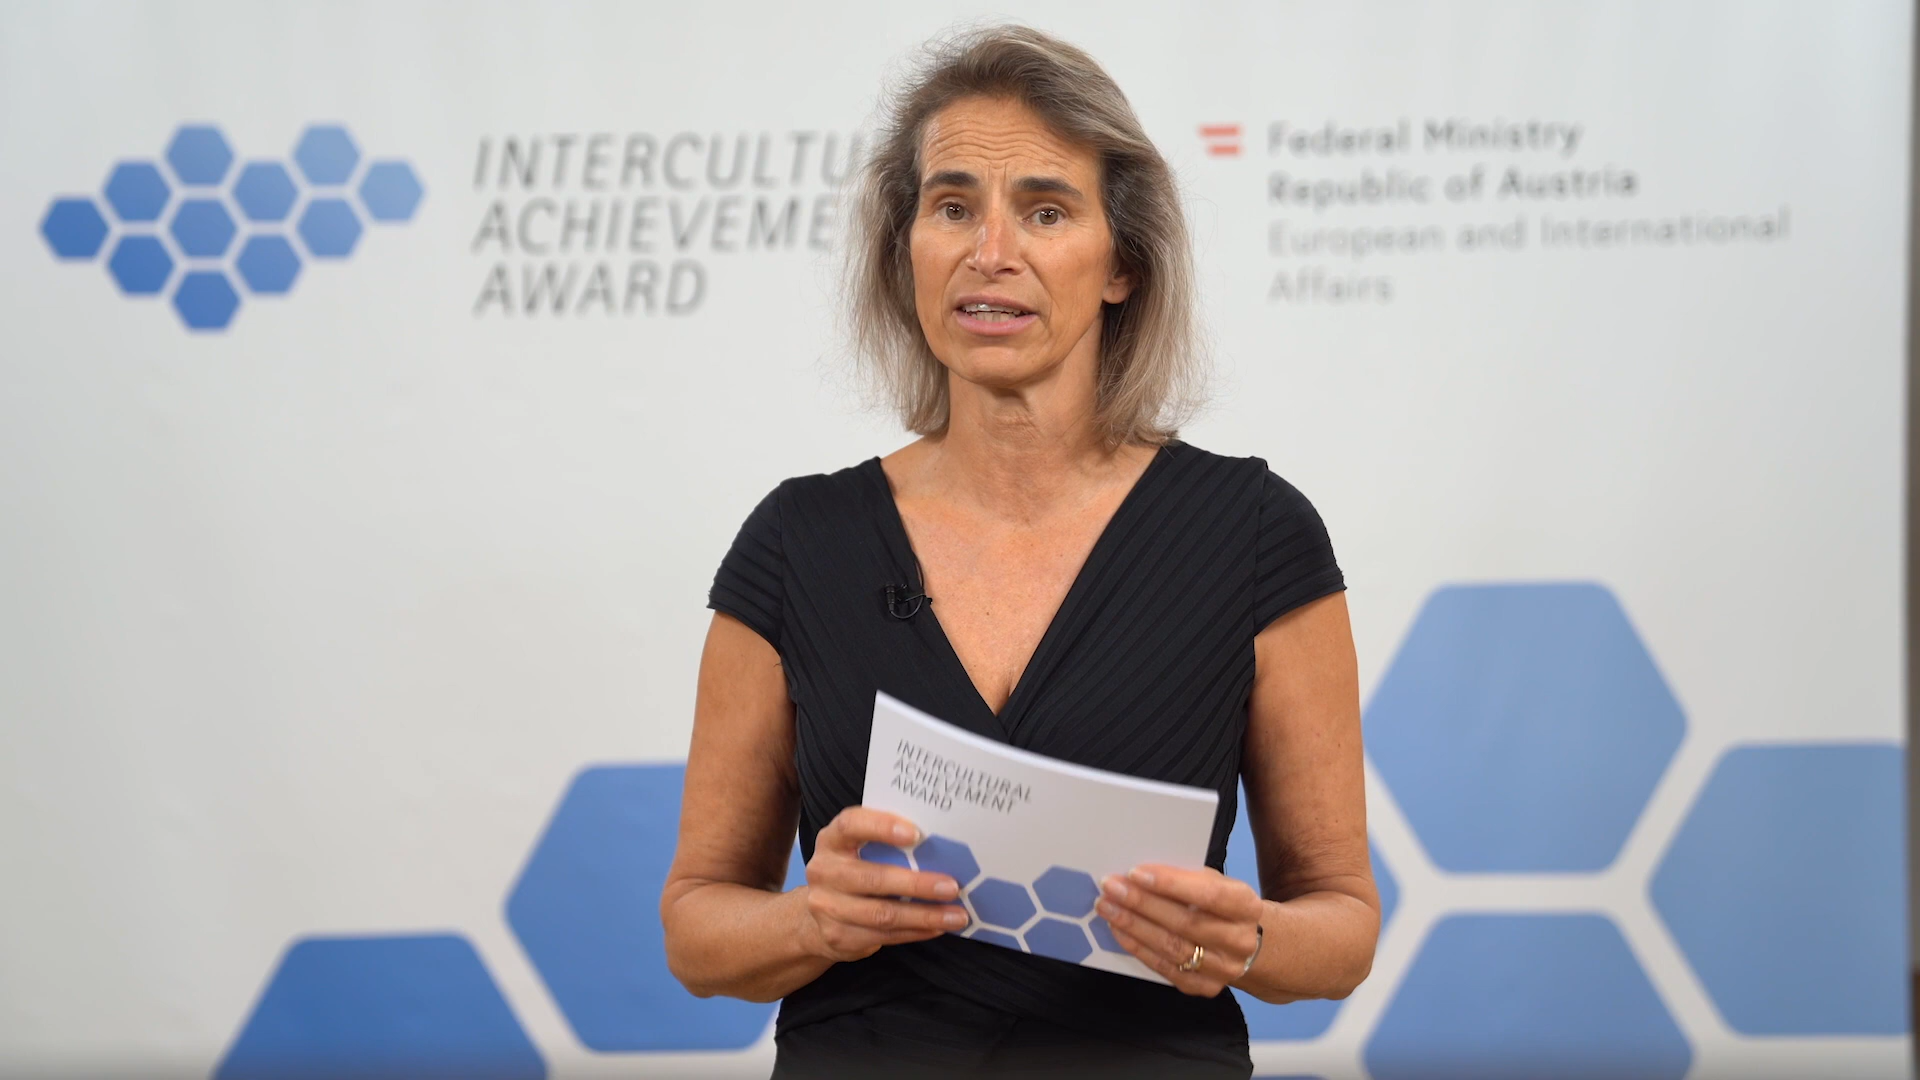 INTERCULTU
ACHIEVEME
AWARD
Federal Ministry
Republic of Austria
European and International
Affairs
INTERCULTURAL
ACHIEVEMENT
AWARD